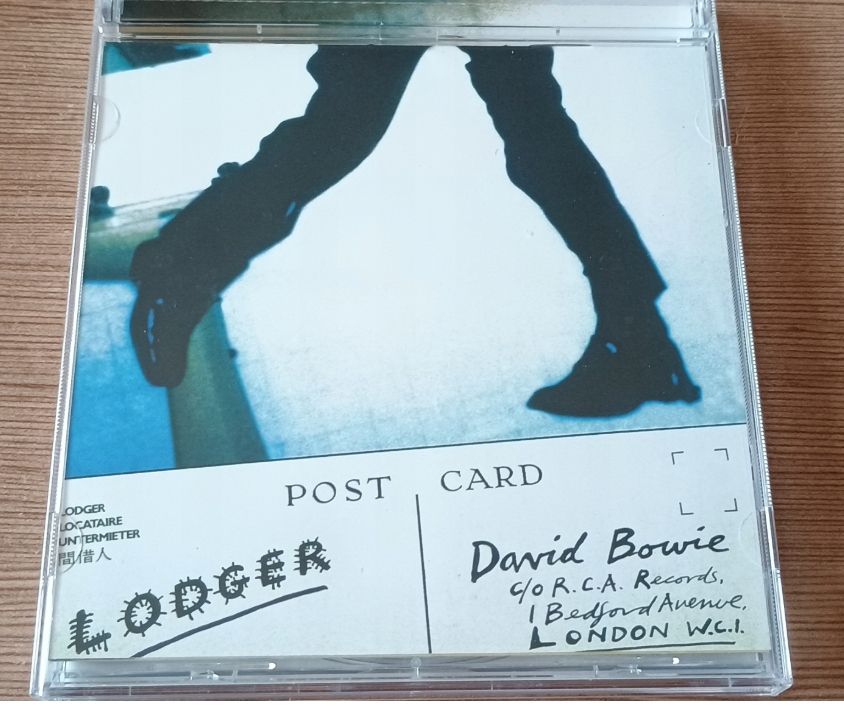 POST CARD
LODGER
LOCATAIRE
UNTERMIETER
間借人
LODGER
David Bowie
c/o R.C.A. Records,
1 Bedford Avenue,
LONDON W.C.1.